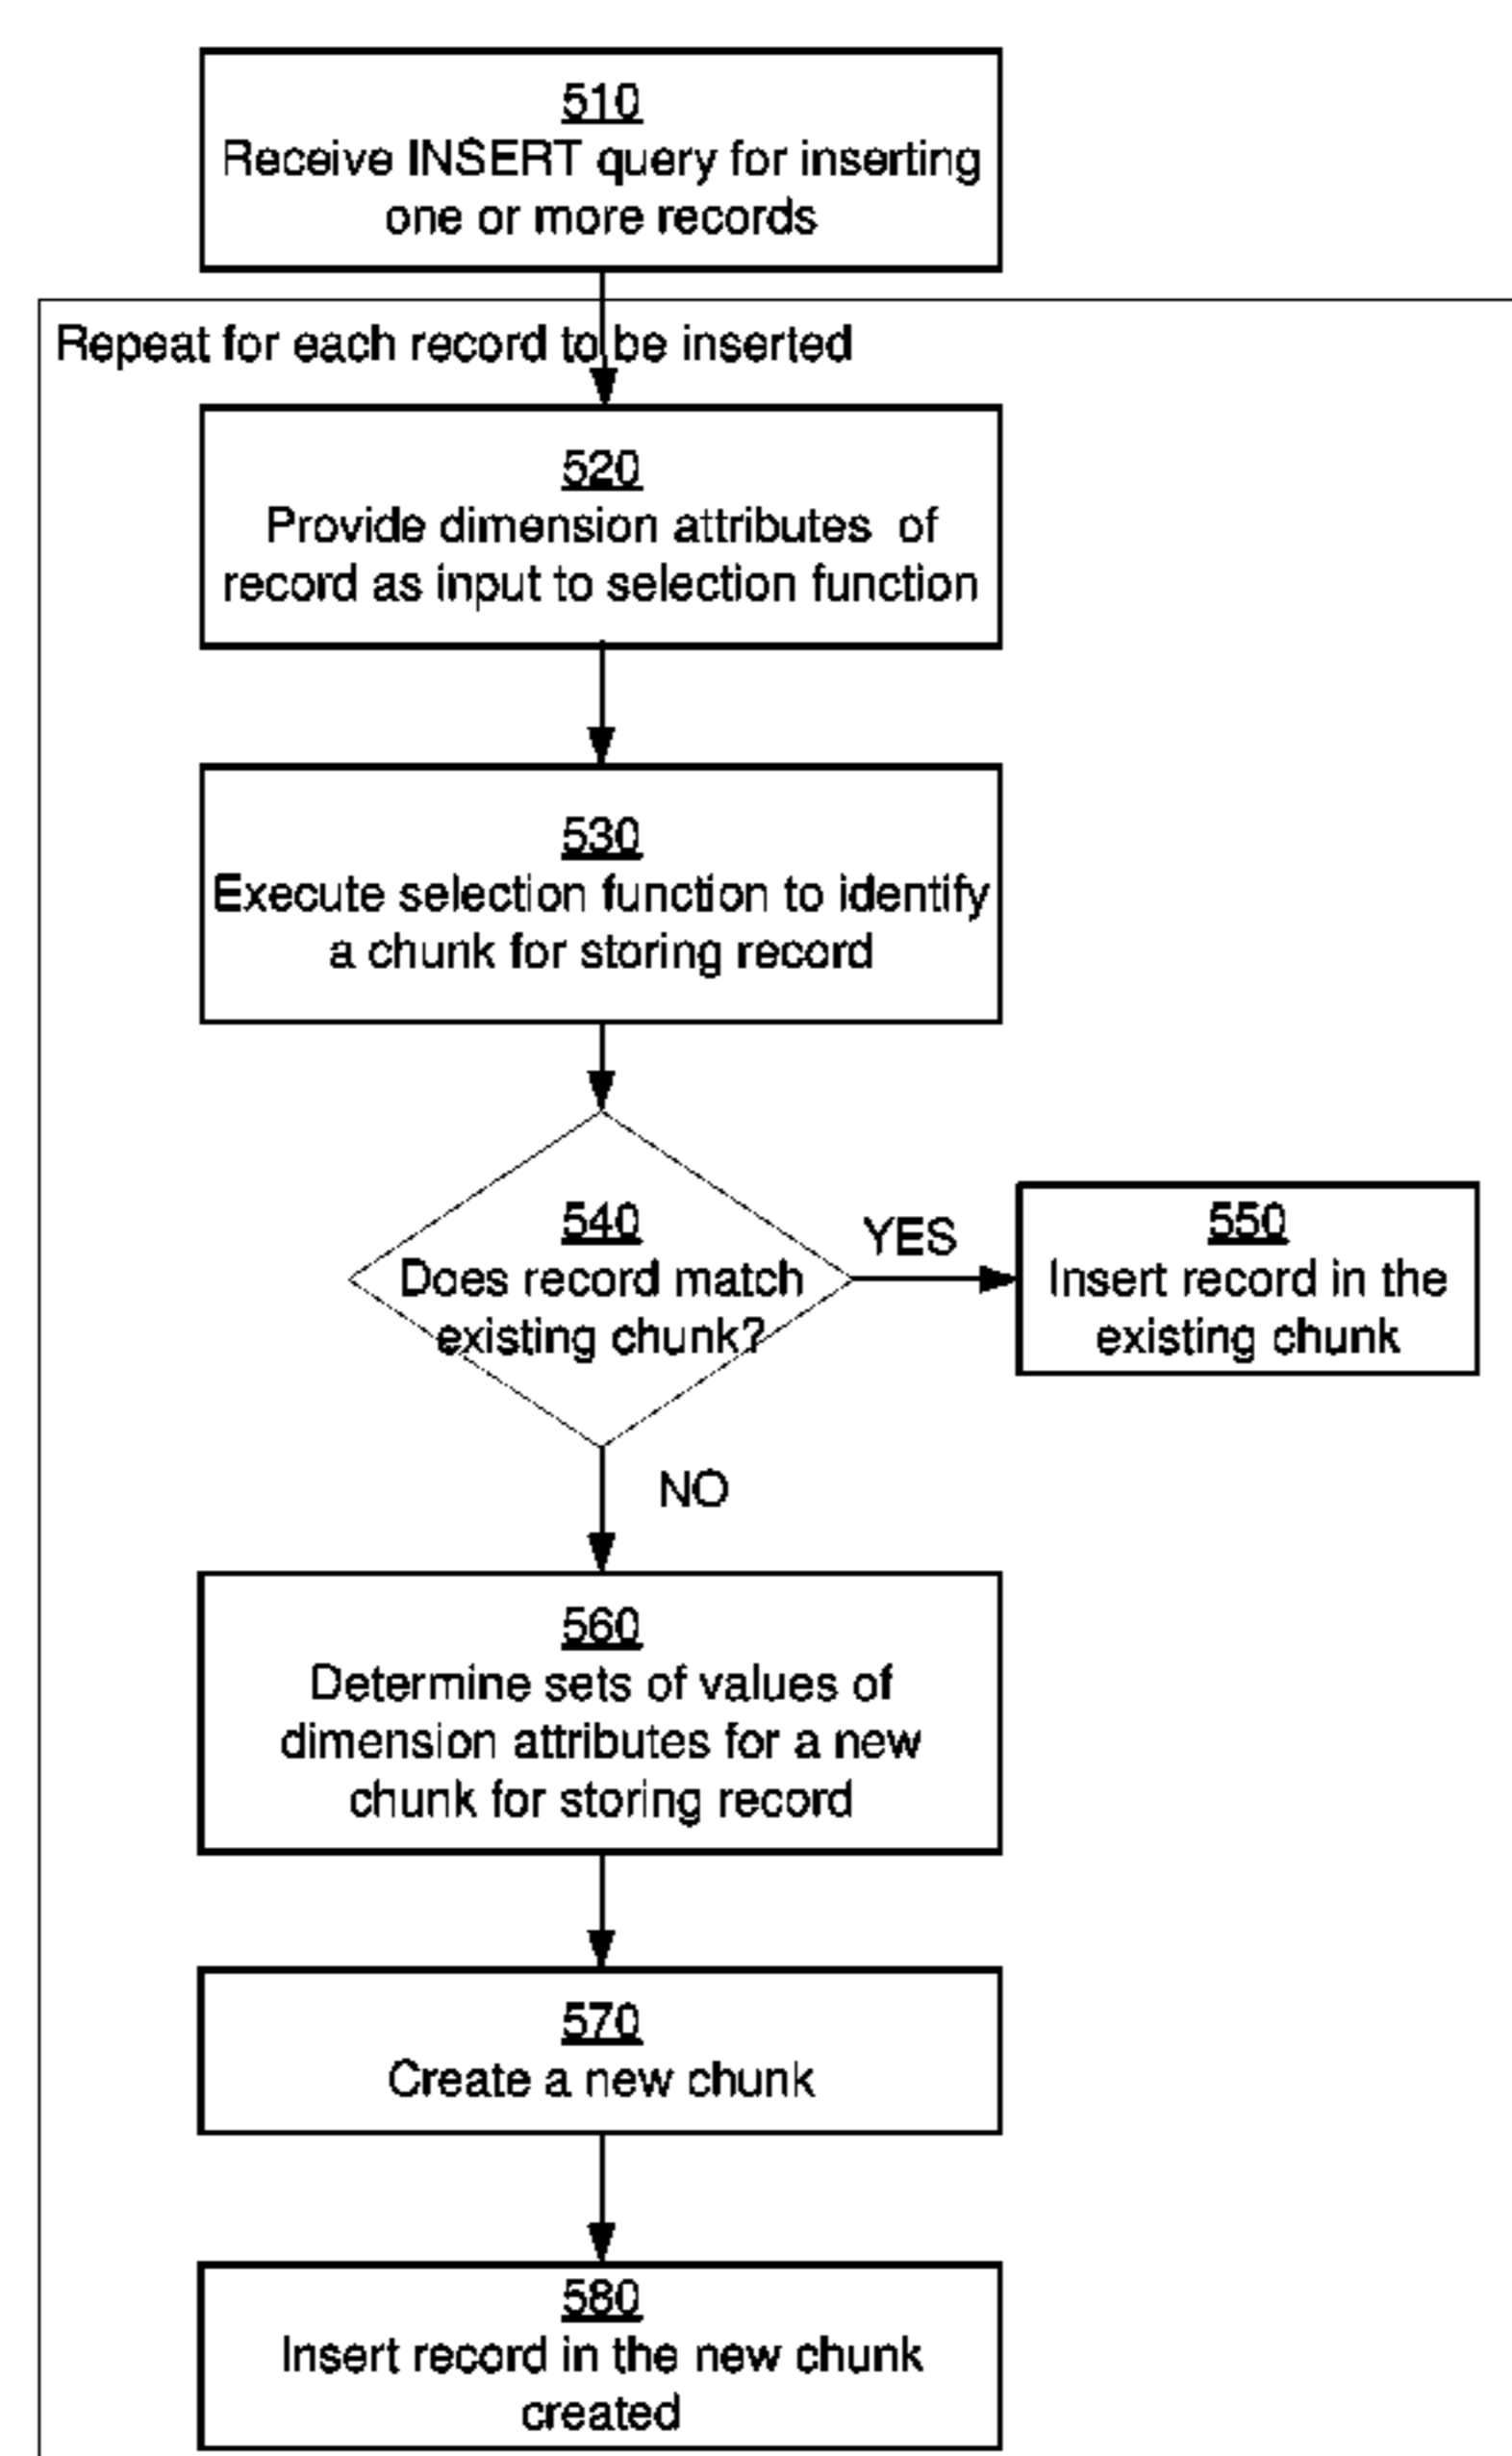 510
Receive INSERT query for inserting
one or more records
Repeat for each record to be inserted
520
Provide dimension attributes of
record as input to selection function
530
Execute selection function to identify
a chunk for storing record
540
Does record match
existing chunk?
YES
550
Insert record in the
existing chunk
NO
560
Determine sets of values of
dimension attributes for a new
chunk for storing record
570
Create a new chunk
580
Insert record in the new chunk
created